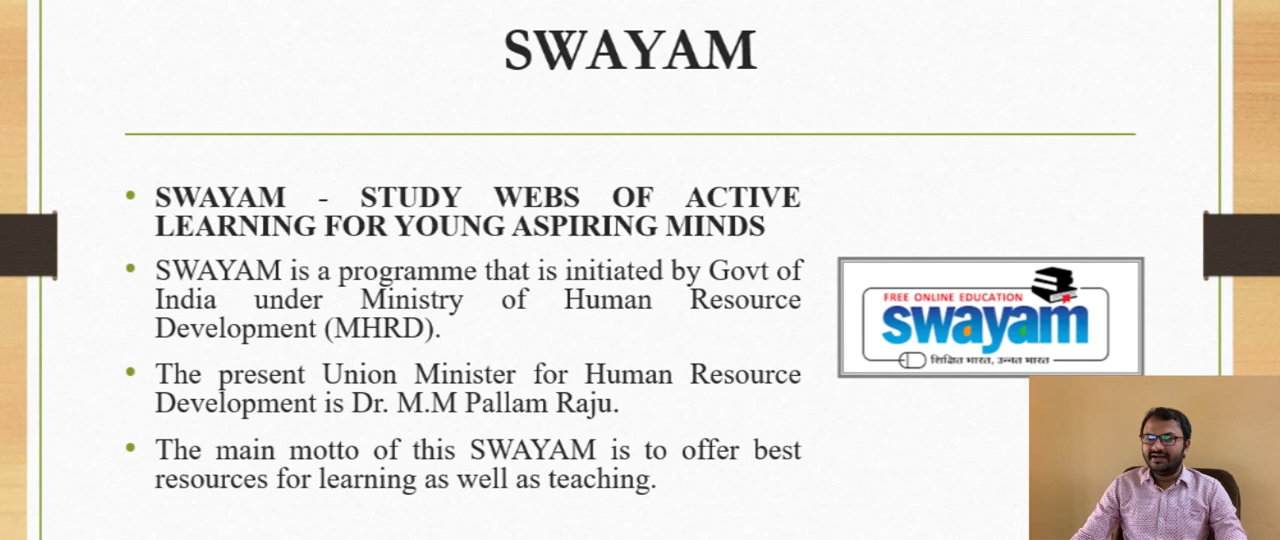 SWAYAM
• SWAYAM - STUDY WEBS OF ACTIVE
LEARNING FOR YOUNG ASPIRING MINDS
• SWAYAM is a programme that is initiated by Govt of
India under Ministry of Human Resource
Development (MHRD).
• The present Union Minister for Human Resource
Development is Dr. M.M Pallam Raju.
• The main motto of this SWAYAM is to offer best
resources for learning as well as teaching.
FREE ONLINE EDUCATION
swayam
शिक्षित भारत, उन्नत भारत